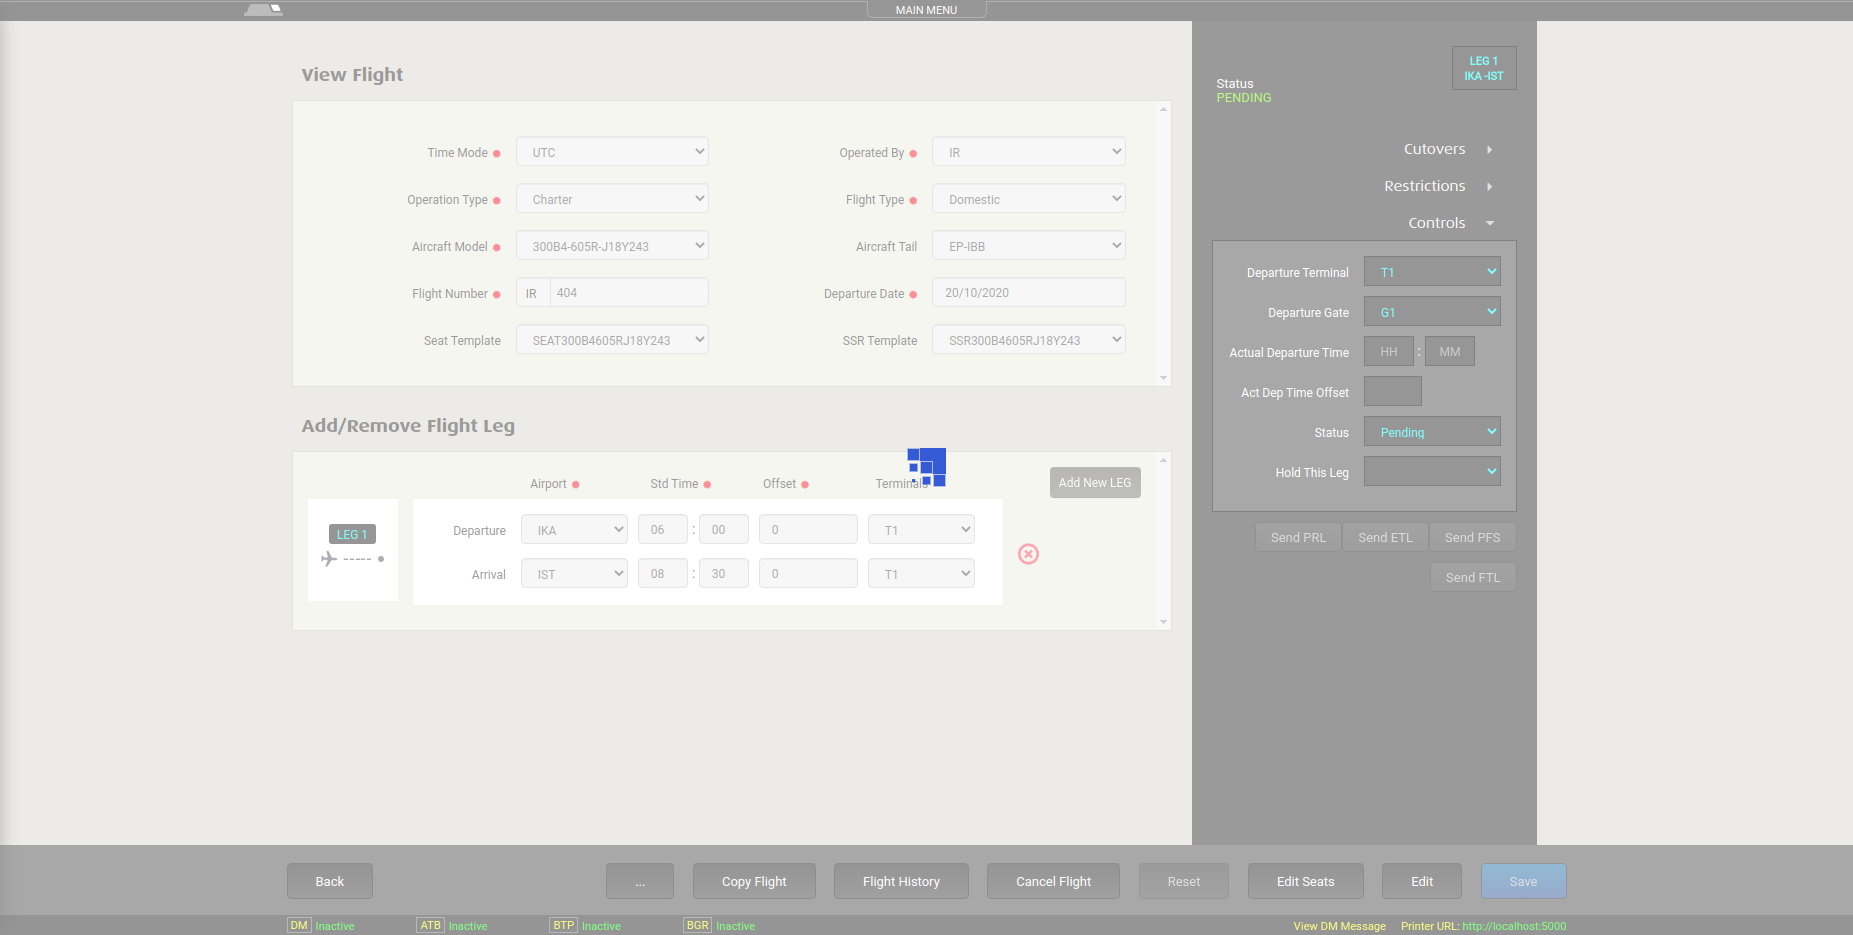 MAIN MENU
View Flight
Time Mode UTC Operated By IR
Operation Type Charter Flight Type Domestic
Aircraft Model 300B4-605R-J18Y243 Aircraft Tail EP-IBB
Flight Number IR 404 Departure Date 20/10/2020
Seat Template SEAT300B4605RJ18Y243 SSR Template SSR300B4605RJ18Y243
Add/Remove Flight Leg
Airport Std Time Offset Terminals Add New LEG
LEG 1
Departure IKA 06 : 00 0 T1
Arrival IST 08 : 30 0 T1
LEG 1
IKA -IST
Status
PENDING
Cutovers
Restrictions
Controls
Departure Terminal T1
Departure Gate G1
Actual Departure Time HH : MM
Act Dep Time Offset
Status Pending
Hold This Leg
Send PRL Send ETL Send PFS
Send FTL
Back ... Copy Flight Flight History Cancel Flight Reset Edit Seats Edit Save
DM Inactive ATB Inactive BTP Inactive BGR Inactive View DM Message Printer URL: http://localhost:5000